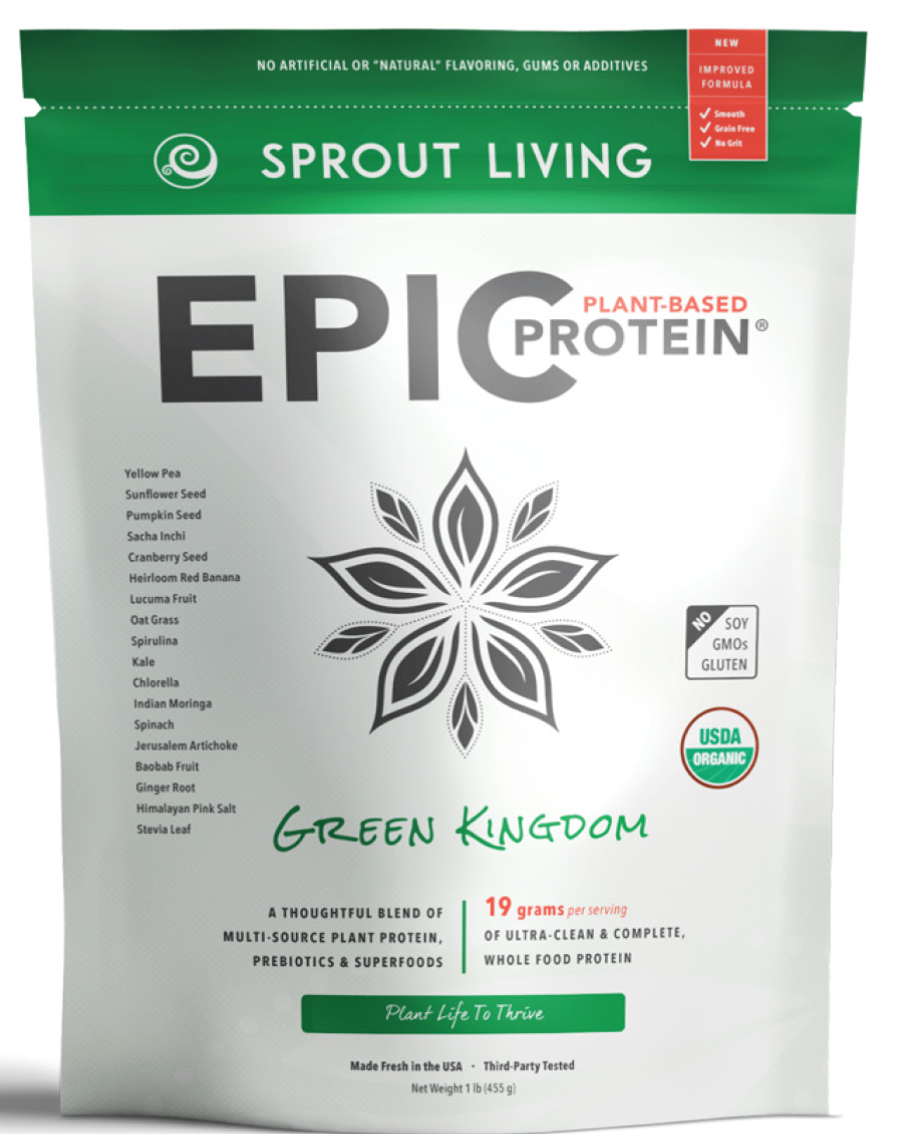 NO ARTIFICIAL OR "NATURAL" FLAVORING, GUMS OR ADDITIVES
NEW
IMPROVED
FORMULA
Smooth
Grain Free
No Grit
SPROUT LIVING
EPIC
PLANT-BASED
PROTEIN®
Yellow Pea
Sunflower Seed
Pumpkin Seed
Sacha Inchi
Cranberry Seed
Heirloom Red Banana
Lucuma Fruit
Oat Grass
Spirulina
Kale
Chlorella
Indian Moringa
Spinach
Jerusalem Artichoke
Baobab Fruit
Ginger Root
Himalayan Pink Salt
Stevia Leaf
NO
SOY
GMOs
GLUTEN
USDA
ORGANIC
GREEN KINGDOM
A THOUGHTFUL BLEND OF
MULTI-SOURCE PLANT PROTEIN,
PREBIOTICS & SUPERFOODS
19 grams per serving
OF ULTRA-CLEAN & COMPLETE,
WHOLE FOOD PROTEIN
Plant Life To Thrive
Made Fresh in the USA · Third-Party Tested
Net Weight 1 lb (455 g)